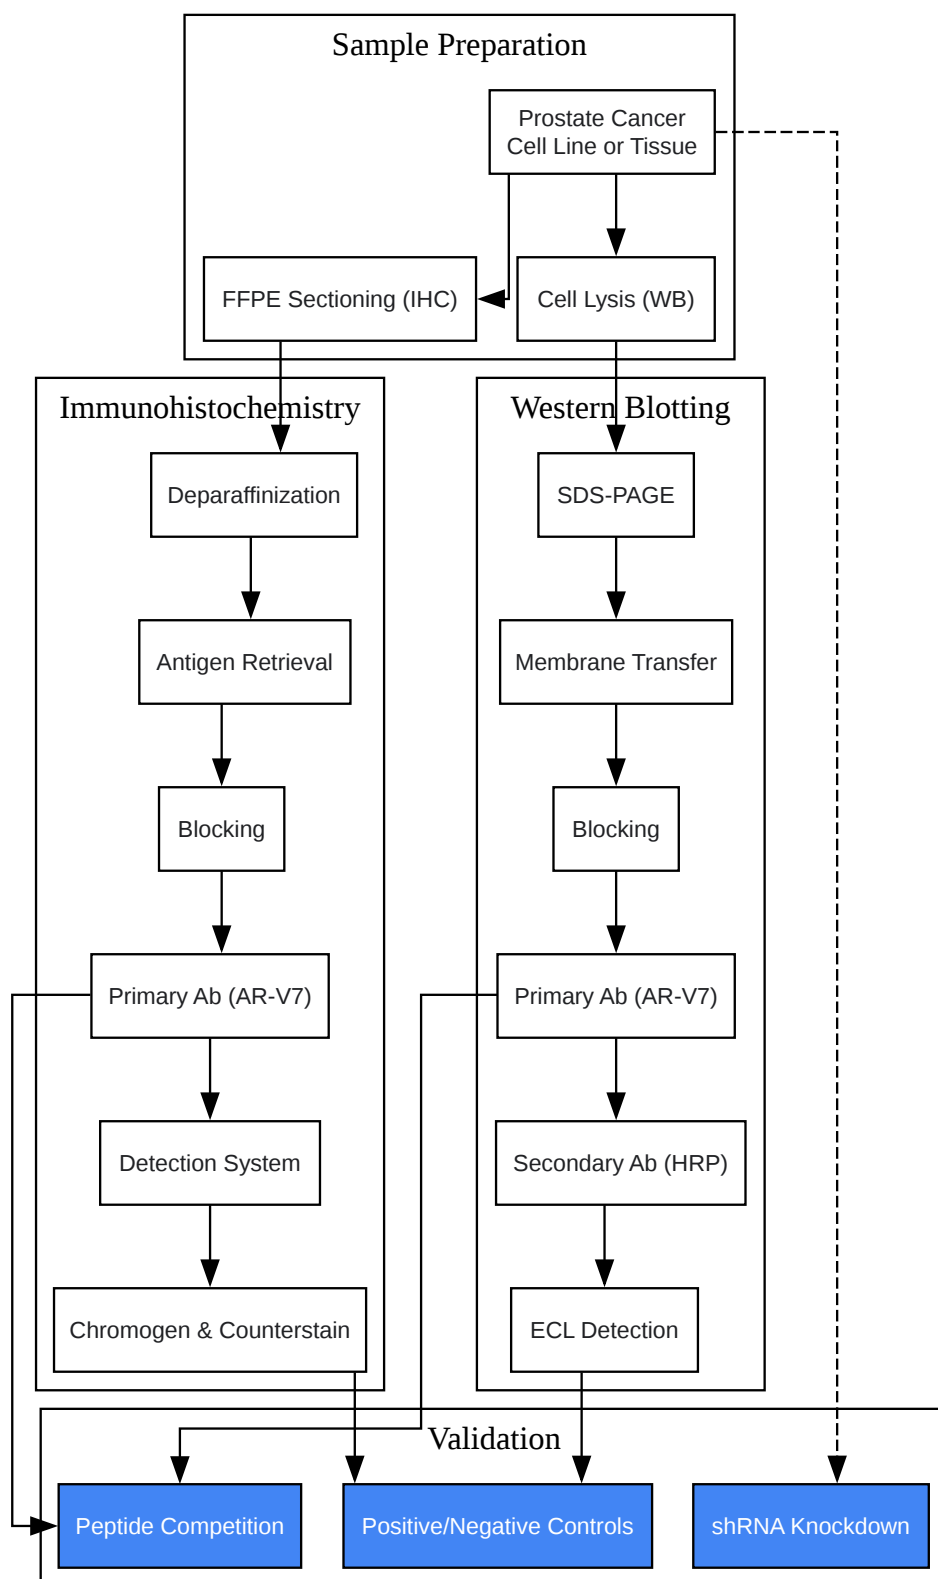 Sample Preparation
Prostate Cancer
Cell Line or Tissue
FFPE Sectioning (IHC)
Cell Lysis (WB)
Immunohistochemistry
Deparaffinization
Antigen Retrieval
Blocking
Primary Ab (AR-V7)
Detection System
Chromogen & Counterstain
Western Blotting
SDS-PAGE
Membrane Transfer
Blocking
Primary Ab (AR-V7)
Secondary Ab (HRP)
ECL Detection
Validation
Peptide Competition
Positive/Negative Controls
shRNA Knockdown